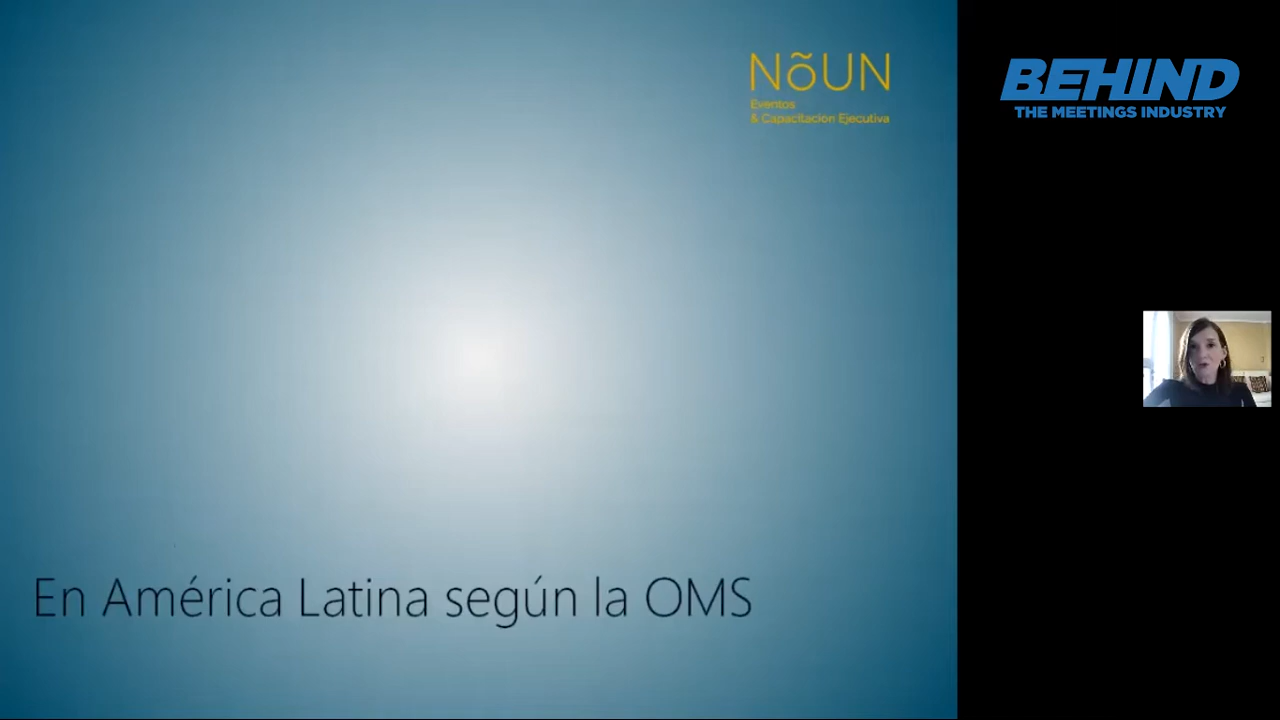 NõUN
Eventos
& Capacitación Ejecutiva
BEHIND
THE MEETINGS INDUSTRY
En América Latina según la OMS